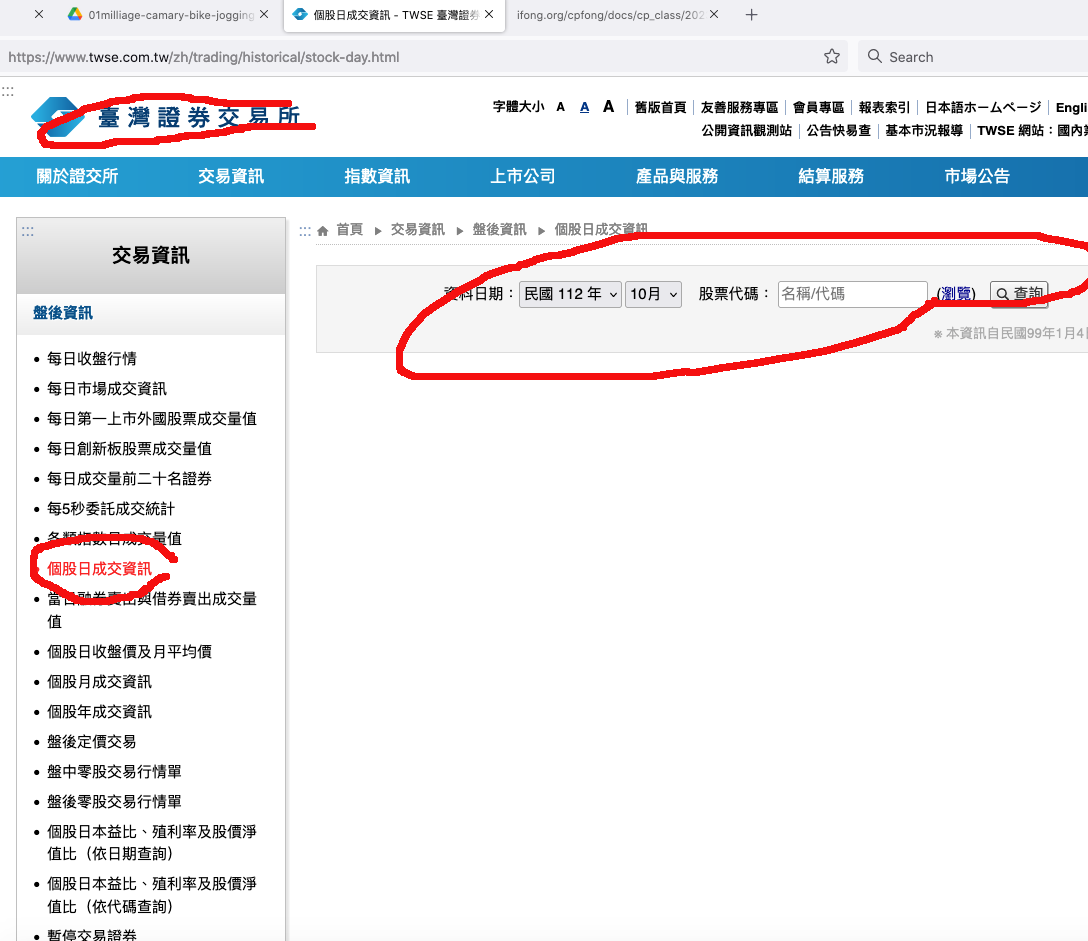 01milliage-camary-bike-jogging
個股日成交資訊 - TWSE 臺灣證券
ifong.org/cpfong/docs/cp_class/202
https://www.twse.com.tw/zh/trading/historical/stock-day.html
Search
臺灣證券交易所
字體大小 A A A 舊版首頁 友善服務專區 會員專區 報表索引 日本語ホームページ Engli
公開資訊觀測站 公告快易查 基本市況報導 TWSE 網站：國內
關於證交所 交易資訊 指數資訊 上市公司 產品與服務 結算服務 市場公告
首頁 交易資訊 盤後資訊 個股日成交資訊
交易資訊
資料日期： 民國 112 年 10月 股票代碼： 名稱/代碼 (瀏覽) 查詢
※ 本資訊自民國99年1月4日
盤後資訊
每日收盤行情
每日市場成交資訊
每日第一上市外國股票成交量值
每日創新板股票成交量值
每日成交量前二十名證券
每5秒委託成交統計
各類指數日成交量值
個股日成交資訊
當日融券賣出與借券賣出成交量
值
個股日收盤價及月平均價
個股月成交資訊
個股年成交資訊
盤後定價交易
盤中零股交易行情單
盤後零股交易行情單
個股日本益比、殖利率及股價淨
值比（依日期查詢）
個股日本益比、殖利率及股價淨
值比（依代碼查詢）
暫停交易證券